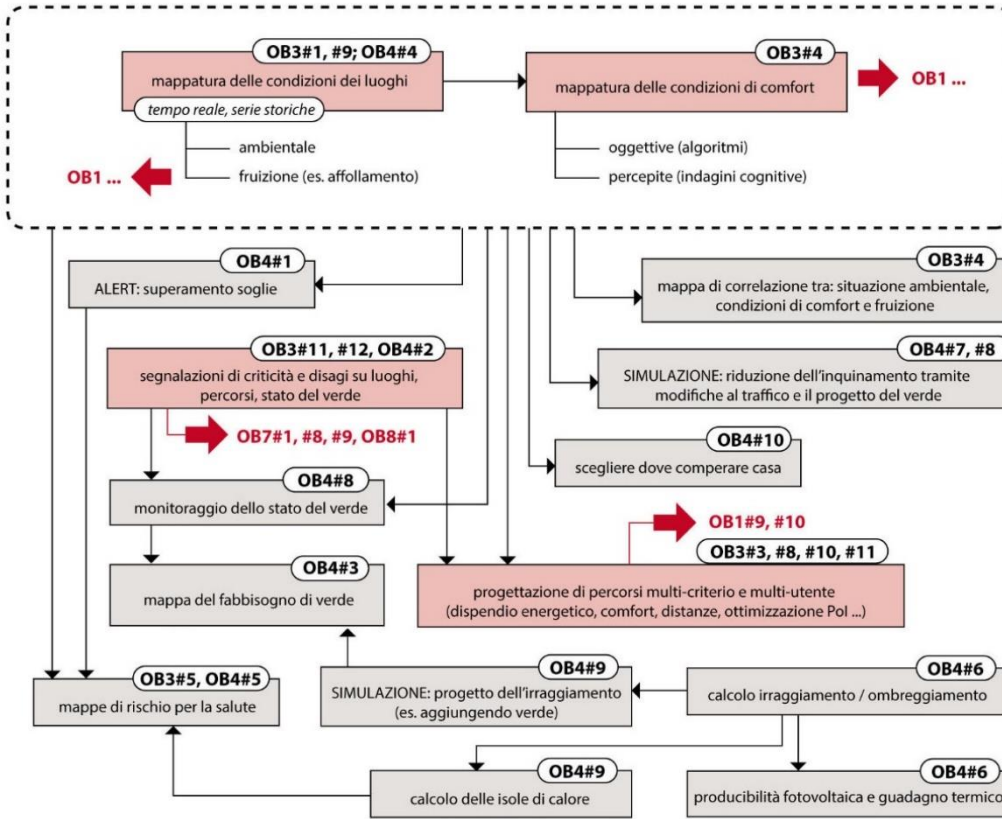 OB3#1, #9; OB4#4
mappatura delle condizioni dei luoghi
tempo reale, serie storiche
ambientale
fruizione (es. affollamento)
OB1 ...
OB3#4
mappatura delle condizioni di comfort
OB1 ...
oggettive (algoritmi)
percepite (indagini cognitive)
OB4#1
ALERT: superamento soglie
OB3#4
mappa di correlazione tra: situazione ambientale,
condizioni di comfort e fruizione
OB3#11, #12, OB4#2
segnalazioni di criticità e disagi su luoghi,
percorsi, stato del verde
OB7#1, #8, #9, OB8#1
OB4#7, #8
SIMULAZIONE: riduzione dell'inquinamento tramite
modifiche al traffico e il progetto del verde
OB4#10
scegliere dove comperare casa
OB4#8
monitoraggio dello stato del verde
OB1#9, #10
OB3#3, #8, #10, #11
progettazione di percorsi multi-criterio e multi-utente
(dispendio energetico, comfort, distanze, ottimizzazione PoI ...)
OB4#3
mappa del fabbisogno di verde
OB3#5, OB4#5
mappe di rischio per la salute
OB4#9
SIMULAZIONE: progetto dell'irraggiamento
(es. aggiungendo verde)
OB4#6
calcolo irraggiamento / ombreggiamento
OB4#9
calcolo delle isole di calore
OB4#6
producibilità fotovoltaica e guadagno termico